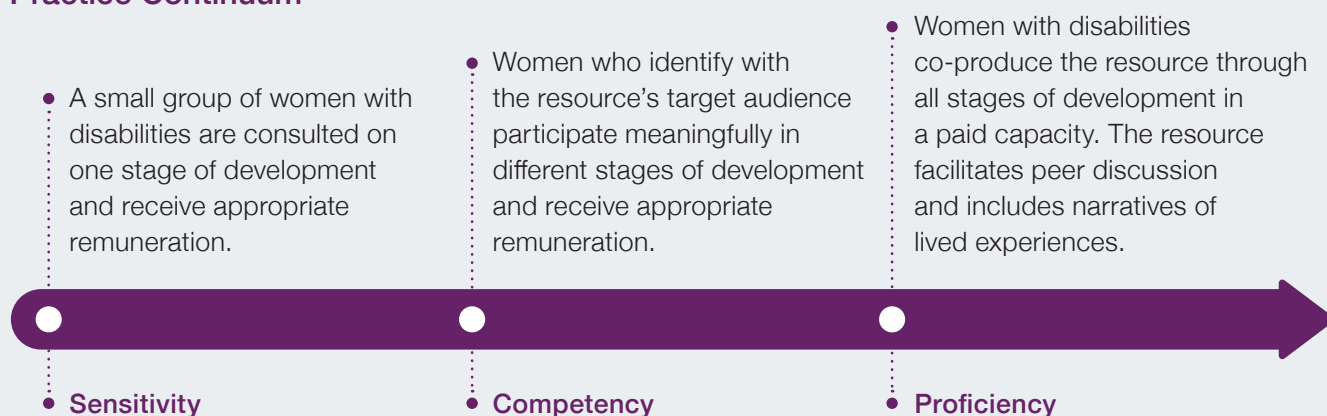 Practice Continuum
A small group of women with
disabilities are consulted on
one stage of development
and receive appropriate
remuneration.
Women who identify with
the resource’s target audience
participate meaningfully in
different stages of development
and receive appropriate
remuneration.
Women with disabilities
co-produce the resource through
all stages of development in
a paid capacity. The resource
facilitates peer discussion
and includes narratives of
lived experiences.
Sensitivity
Competency
Proficiency